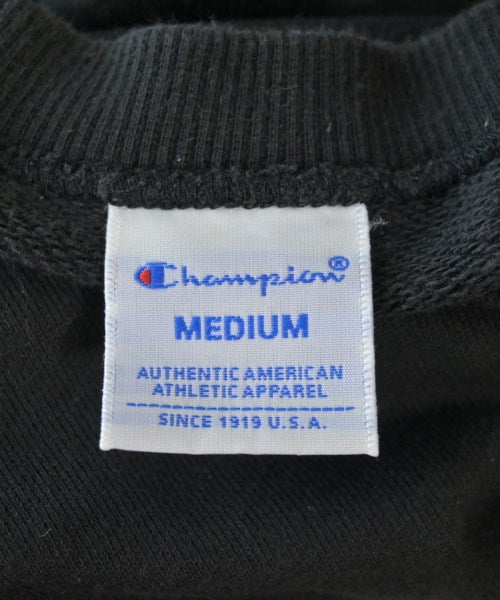 Champion®
MEDIUM
AUTHENTIC AMERICAN
ATHLETIC APPAREL
SINCE 1919 U.S.A.